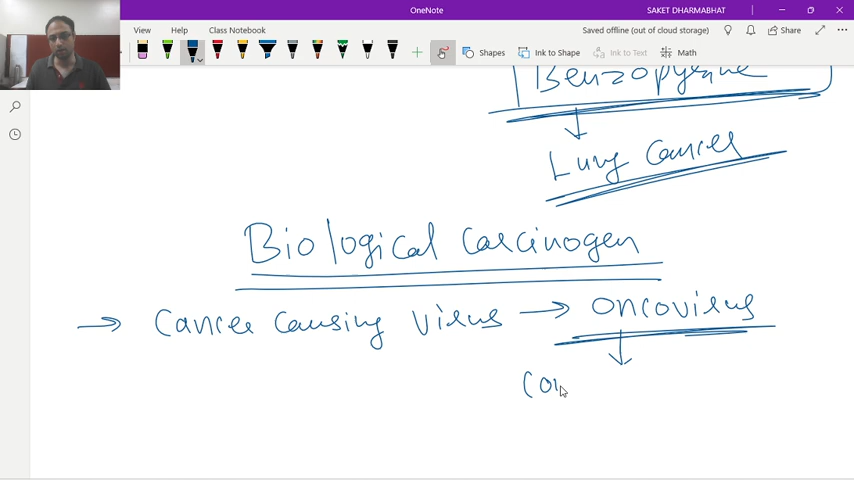 OneNote
SAKET DHARMABHAT
View Help Class Notebook
Saved offline (out of cloud storage)
Share
Shapes
Ink to Shape
Ink to Text
Math
Benzopyrene
Lung Cancer
Biological Carcinogen
→ Cancer Causing Virus → Oncovirus
Con